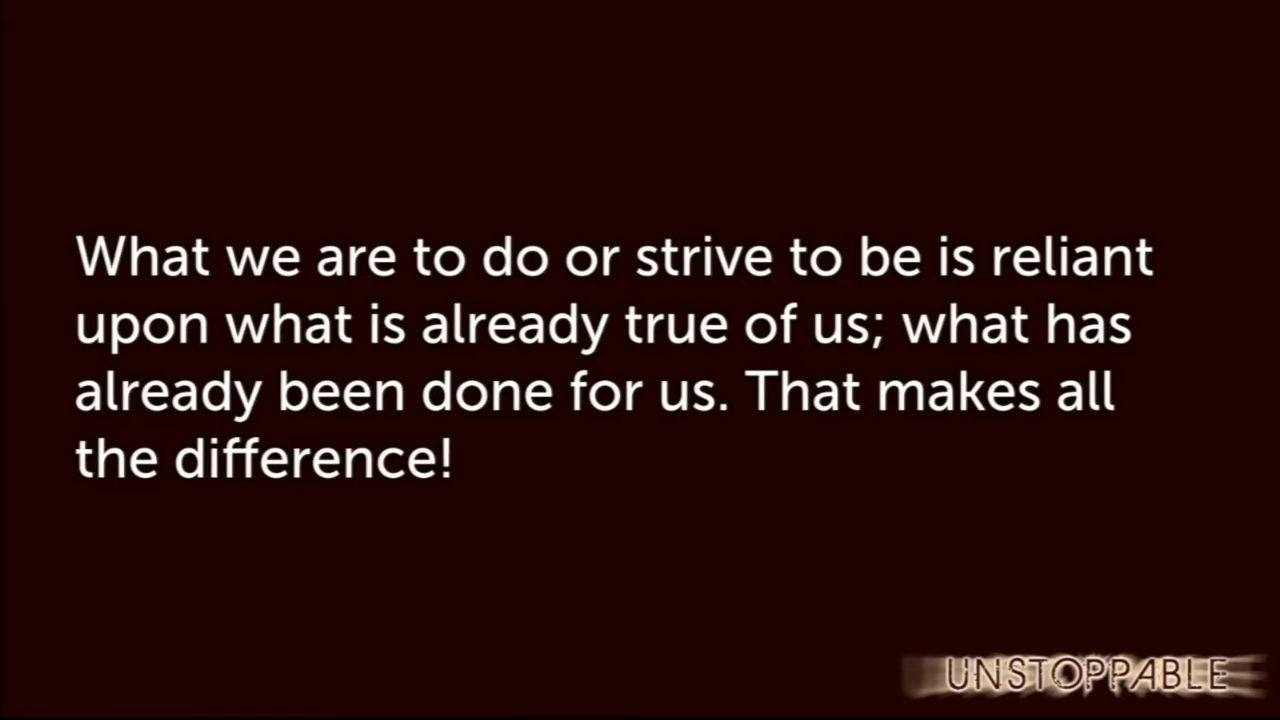 What we are to do or strive to be is reliant
upon what is already true of us; what has
already been done for us. That makes all
the difference!
UNSTOPPABLE